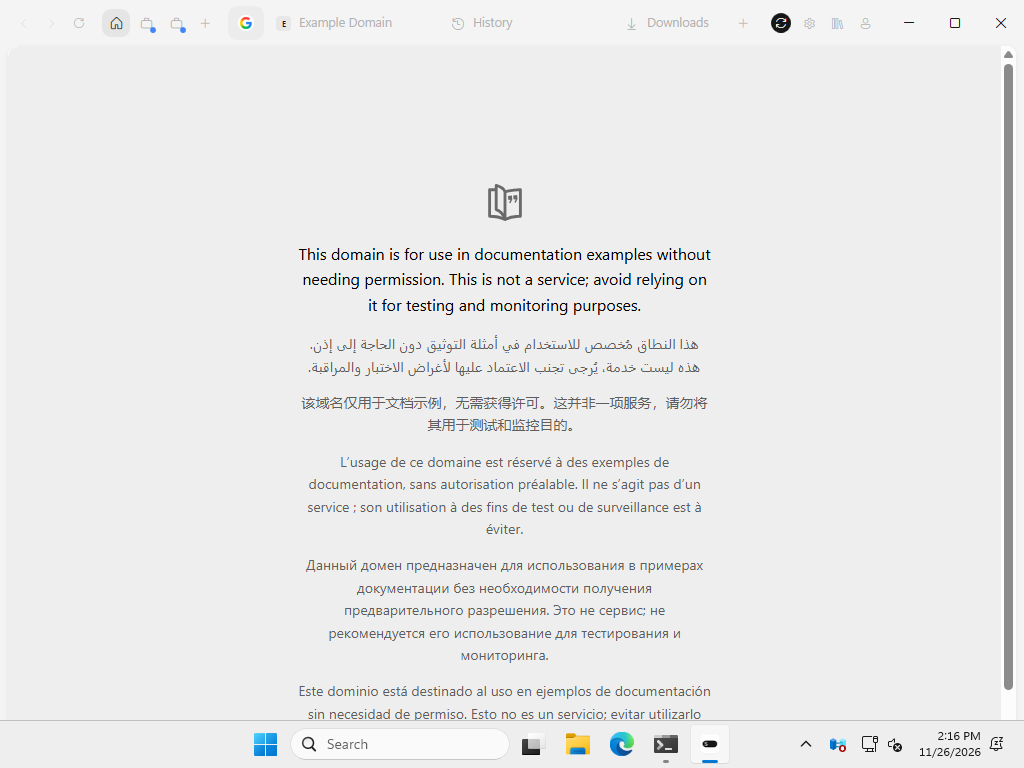 E Example Domain History Downloads
This domain is for use in documentation examples without
needing permission. This is not a service; avoid relying on
it for testing and monitoring purposes.
هذا النطاق مُخصص للاستخدام في أمثلة التوثيق دون الحاجة إلى إذن.
هذه ليست خدمة، يُرجى تجنب الاعتماد عليها لأغراض الاختبار والمراقبة.
该域名仅用于文档示例，无需获得许可。这并非一项服务，请勿将
其用于测试和监控目的。
L’usage de ce domaine est réservé à des exemples de
documentation, sans autorisation préalable. Il ne s’agit pas d’un
service ; son utilisation à des fins de test ou de surveillance est à
éviter.
Данный домен предназначен для использования в примерах
документации без необходимости получения
предварительного разрешения. Это не сервис; не
рекомендуется его использование для тестирования и
мониторинга.
Este dominio está destinado al uso en ejemplos de documentación
sin necesidad de permiso. Esto no es un servicio; evitar utilizarlo
Search
2:16 PM
11/26/2026